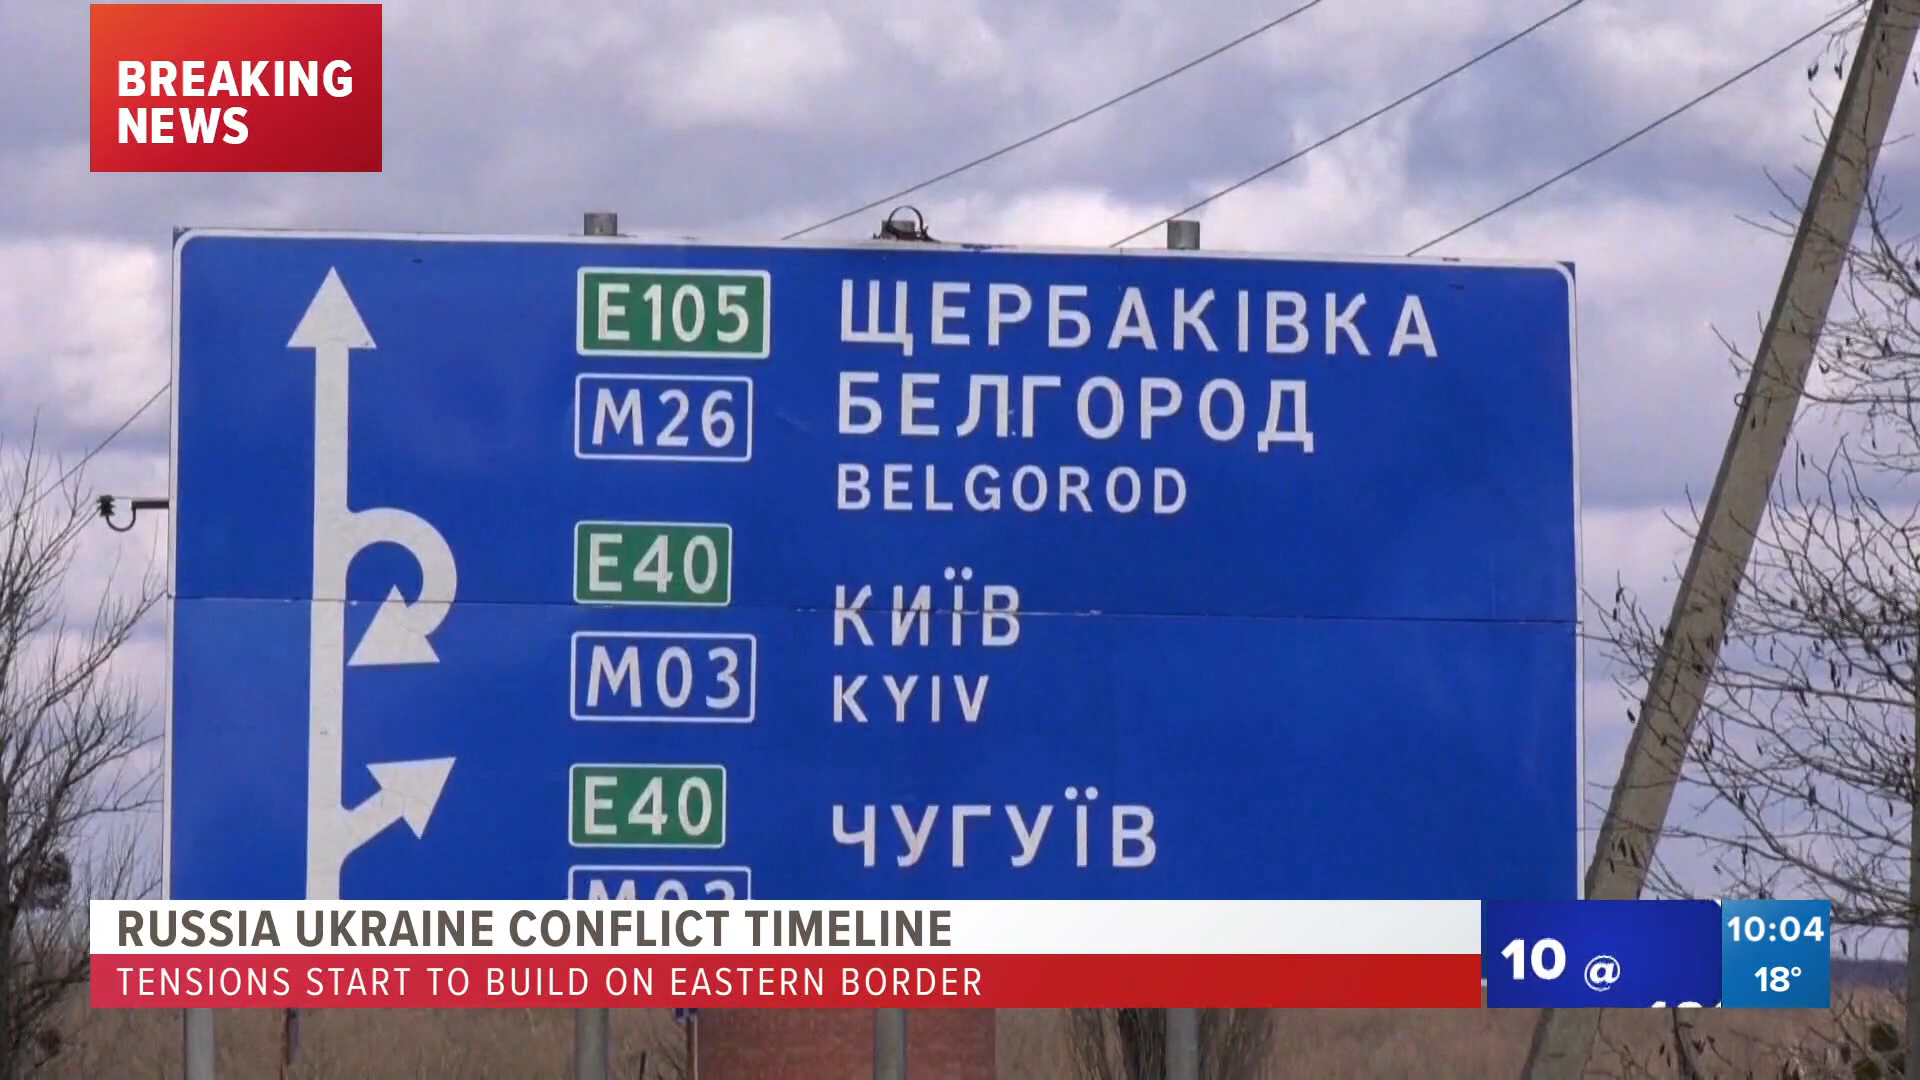 BREAKING
NEWS
E105 ЩЕРБАКІВКА
M26 БЕЛГОРОД
BELGOROD
E40 КИЇВ
M03 KYIV
E40 ЧУГУЇВ
M03
RUSSIA UKRAINE CONFLICT TIMELINE
TENSIONS START TO BUILD ON EASTERN BORDER
10 @
10:04
18°